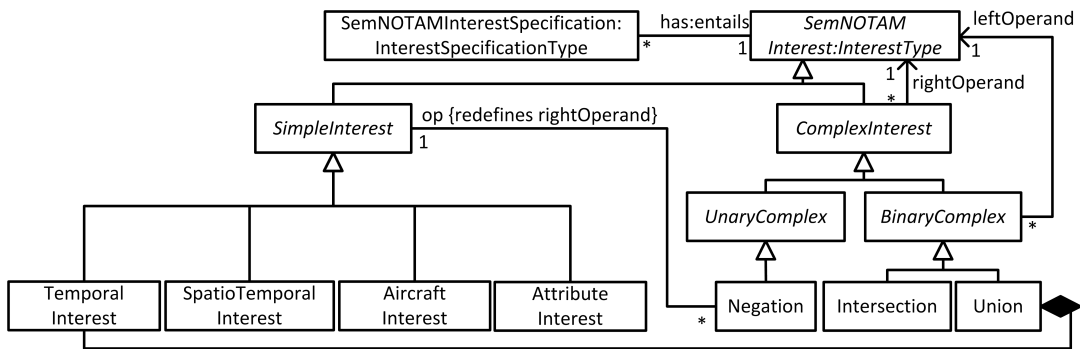 SemNOTAMInterestSpecification:
InterestSpecificationType
*
has:entails
1
SemNOTAM
Interest:InterestType
leftOperand
1
1
rightOperand
*
SimpleInterest
op {redefines rightOperand}
1
ComplexInterest
UnaryComplex
BinaryComplex
*
Temporal
Interest
SpatioTemporal
Interest
Aircraft
Interest
Attribute
Interest
*
Negation
Intersection
Union